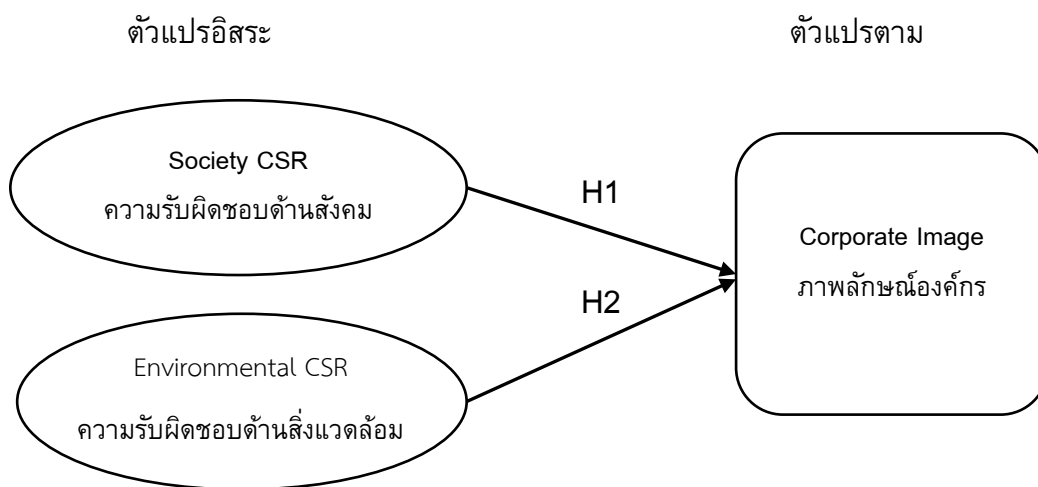 ตัวแปรอิสระ
ตัวแปรตาม
Society CSR
ความรับผิดชอบด้านสังคม
H1
Corporate Image
ภาพลักษณ์องค์กร
H2
Environmental CSR
ความรับผิดชอบด้านสิ่งแวดล้อม